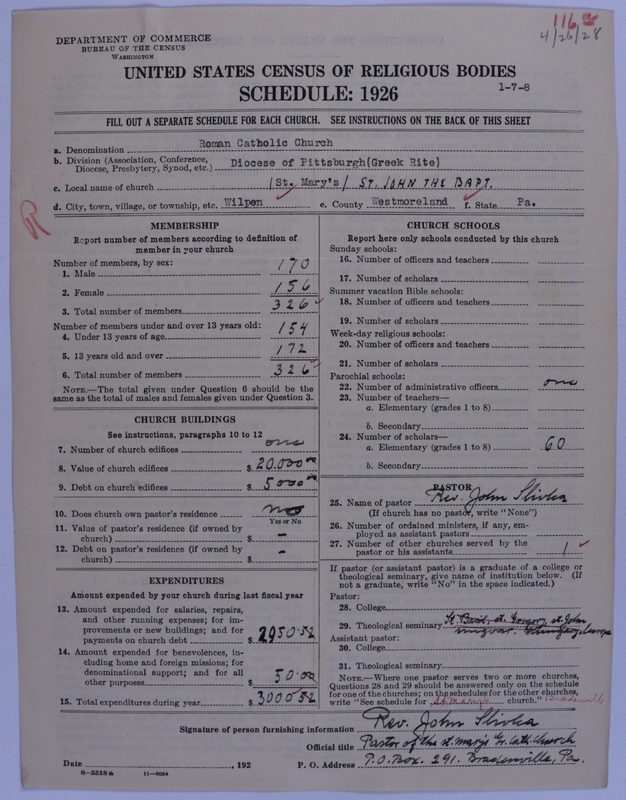 116
4/26/28
DEPARTMENT OF COMMERCE
BUREAU OF THE CENSUS
WASHINGTON
UNITED STATES CENSUS OF RELIGIOUS BODIES
SCHEDULE: 1926
1-7-8
FILL OUT A SEPARATE SCHEDULE FOR EACH CHURCH. SEE INSTRUCTIONS ON THE BACK OF THIS SHEET
a. Denomination Roman Catholic Church
b. Division (Association, Conference, Diocese, Presbytery, Synod, etc.) Diocese of Pittsburgh(Greek Rite)
c. Local name of church (St. Mary's) ST. JOHN THE BAPT.
d. City, town, village, or township, etc. Wilpen e. County Westmoreland f. State Pa.
R
MEMBERSHIP
Report number of members according to definition of
member in your church
Number of members, by sex:
1. Male 170
2. Female 156
3. Total number of members 326
Number of members under and over 13 years old:
4. Under 13 years of age 154
5. 13 years old and over 172
6. Total number of members 326
NOTE.—The total given under Question 6 should be
same as the total of males and females given under Question 3.
CHURCH BUILDINGS
See instructions, paragraphs 10 to 12
7. Number of church edifices one
8. Value of church edifices $ 20.000 00
9. Debt on church edifices $ 5000 00
10. Does church own pastor's residence no
Yes or No
11. Value of pastor's residence (if owned by
church) $ -
12. Debt on pastor's residence (if owned by
church) $ -
EXPENDITURES
Amount expended by your church during last fiscal year
13. Amount expended for salaries, repairs,
and other running expenses; for im-
provements or new buildings; and for
payments on church debt $ 2950.52
14. Amount expended for benevolences, in-
cluding home and foreign missions; for
denominational support; and for all
other purposes $ 50.00
15. Total expenditures during year $ 3000 52
CHURCH SCHOOLS
Report here only schools conducted by this church
Sunday schools:
16. Number of officers and teachers
17. Number of scholars
Summer vacation Bible schools:
18. Number of officers and teachers
19. Number of scholars
Week-day religious schools:
20. Number of officers and teachers
21. Number of scholars
Parochial schools:
22. Number of administrative officers one
23. Number of teachers—
a. Elementary (grades 1 to 8)
b. Secondary
24. Number of scholars—
a. Elementary (grades 1 to 8) 60
b. Secondary
PASTOR
25. Name of pastor Rev. John Slivka
(If church has no pastor, write "None")
26. Number of ordained ministers, if any, em-
ployed as assistant pastors
27. Number of other churches served by the
pastor or his assistants 1
If pastor (or assistant pastor) is a graduate of a college or
theological seminary, give name of institution below. (If
not a graduate, write "No" in the space indicated.)
Pastor:
28. College
29. Theological seminary St. Basil, st. Gregory, st. John
Europe
Assistant pastor:
30. College
31. Theological seminary
NOTE.—Where one pastor serves two or more churches,
Questions 28 and 29 should be answered only on the schedule
for one of the churches; on the schedules for the other churches,
write "See schedule for St. Mary's church." Bradenville
Signature of person furnishing information Rev. John Slivka
Official title Pastor of the st. marys Gr. Cath. Church
Date , 192 P. O. Address P.O. Box. 291. Bradenville, Pa.
8-5518a 11-9034